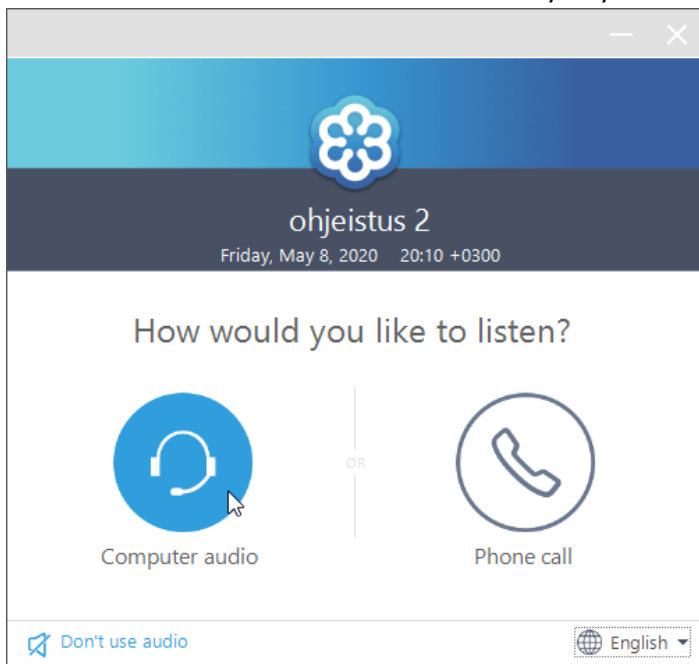 ohjeistus 2
Friday, May 8, 2020 20:10 +0300
How would you like to listen?
OR
Computer audio
Phone call
Don't use audio
English